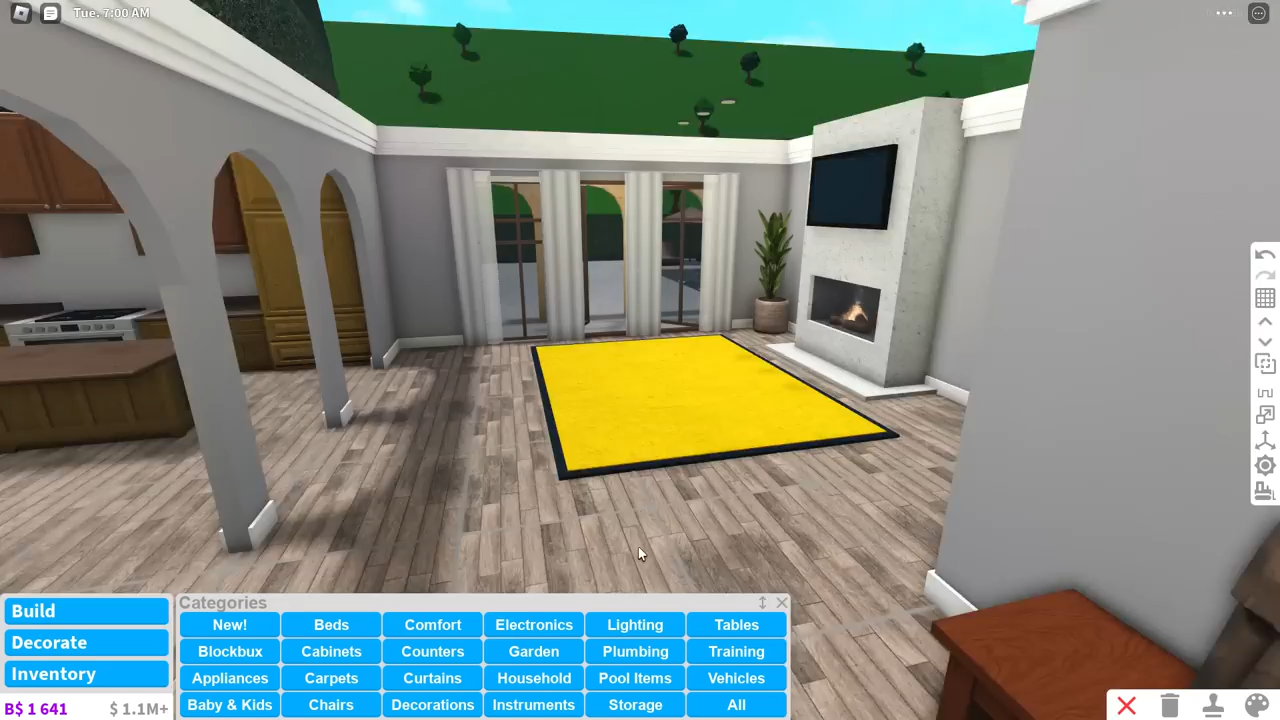 Tue. 7:00 AM
Build
Decorate
Inventory
B$ 1 641
$ 1.1M+
Categories
New!
Beds
Comfort
Electronics
Lighting
Tables
Blockbux
Cabinets
Counters
Garden
Plumbing
Training
Appliances
Carpets
Curtains
Household
Pool Items
Vehicles
Baby & Kids
Chairs
Decorations
Instruments
Storage
All